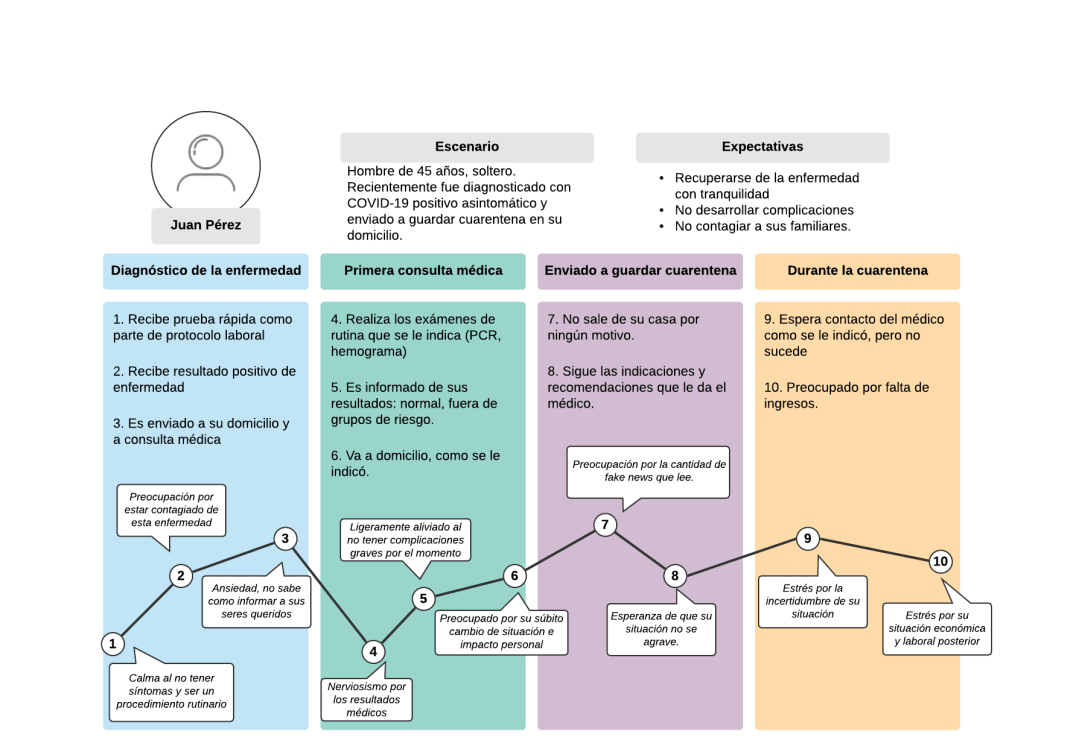 Juan Pérez
Escenario
Hombre de 45 años, soltero.
Recientemente fue diagnosticado con
COVID-19 positivo asintomático y
enviado a guardar cuarentena en su
domicilio.
Expectativas
• Recuperarse de la enfermedad
con tranquilidad
• No desarrollar complicaciones
• No contagiar a sus familiares.
Diagnóstico de la enfermedad
1. Recibe prueba rápida como
parte de protocolo laboral
2. Recibe resultado positivo de
enfermedad
3. Es enviado a su domicilio y
a consulta médica
Preocupación por
estar contagiado de
esta enfermedad
3
2
Ansiedad, no sabe
como informar a sus
seres queridos
1
Calma al no tener
síntomas y ser un
procedimiento rutinario
Primera consulta médica
4. Realiza los exámenes de
rutina que se le indica (PCR,
hemograma)
5. Es informado de sus
resultados: normal, fuera de
grupos de riesgo.
6. Va a domicilio, como se le
indicó.
Ligeramente aliviado al
no tener complicaciones
graves por el momento
6
5
Preocupado por su súbito
cambio de situación e
impacto personal
4
Nerviosismo por
los resultados
médicos
Enviado a guardar cuarentena
7. No sale de su casa por
ningún motivo.
8. Sigue las indicaciones y
recomendaciones que le da el
médico.
Preocupación por la cantidad de
fake news que lee.
7
8
Esperanza de que su
situación no se
agrave.
Durante la cuarentena
9. Espera contacto del médico
como se le indicó, pero no
sucede
10. Preocupado por falta de
ingresos.
9
10
Estrés por la
incertidumbre de su
situación
Estrés por su
situación económica
y laboral posterior